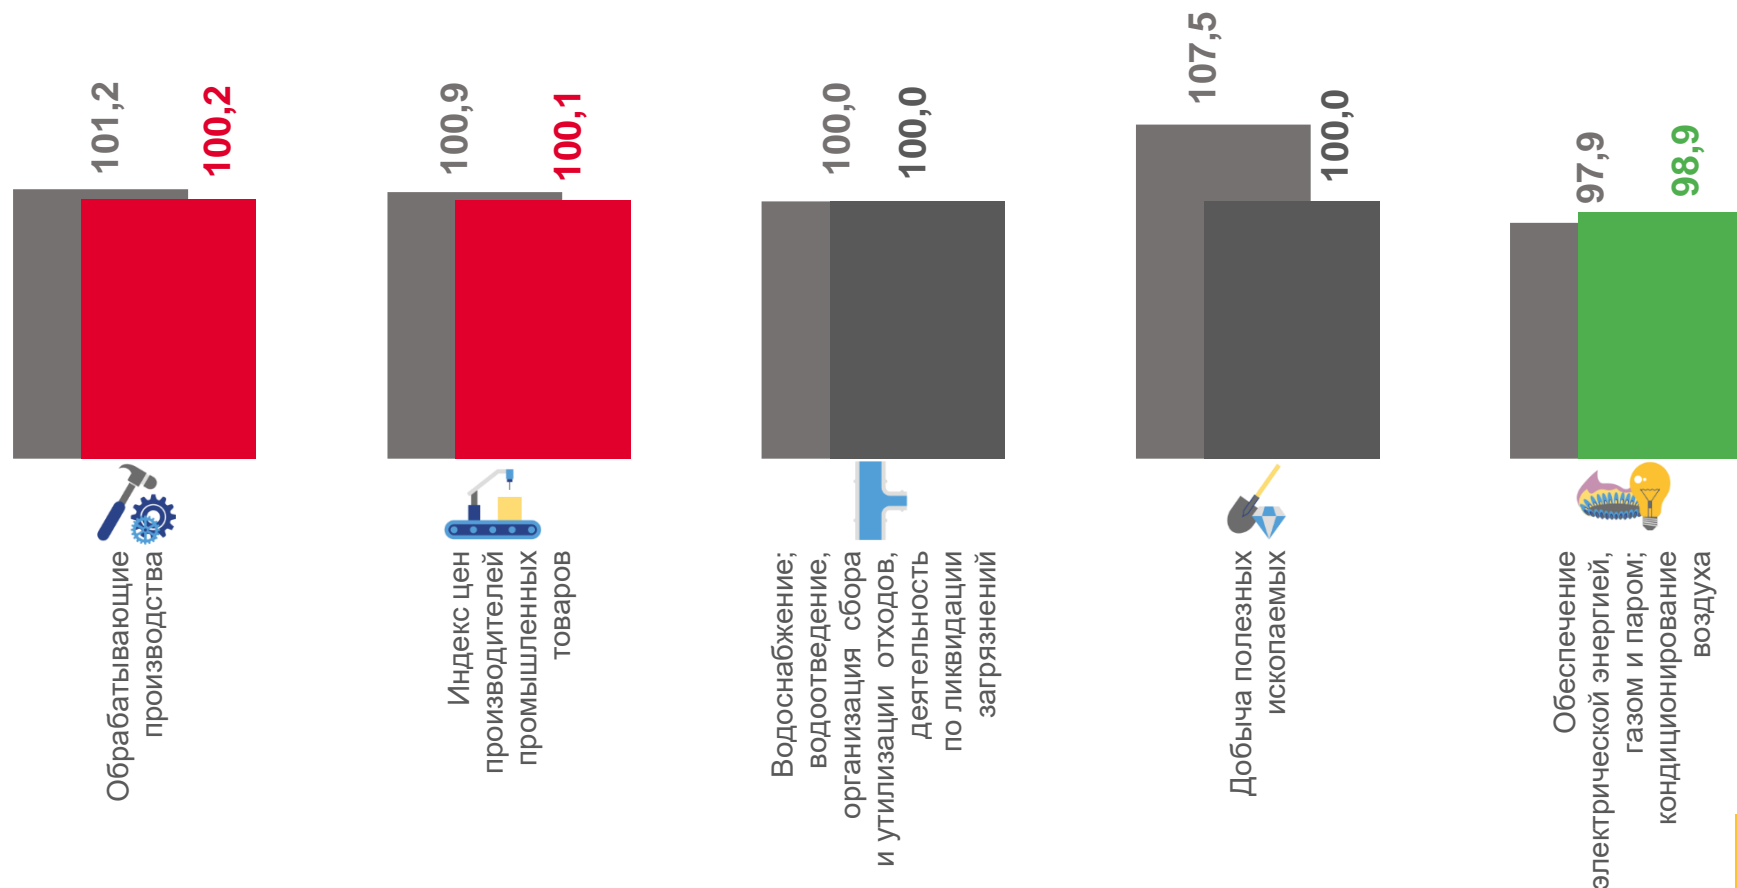 101,2
100,2
Обрабатывающие
производства
100,9
100,1
Индекс цен
производителей
промышленных
товаров
100,0
100,0
Водоснабжение;
водоотведение,
организация сбора
и утилизации отходов,
деятельность
по ликвидации
загрязнений
107,5
100,0
Добыча полезных
ископаемых
97,9
98,9
Обеспечение
электрической энергией,
газом и паром;
кондиционирование
воздуха